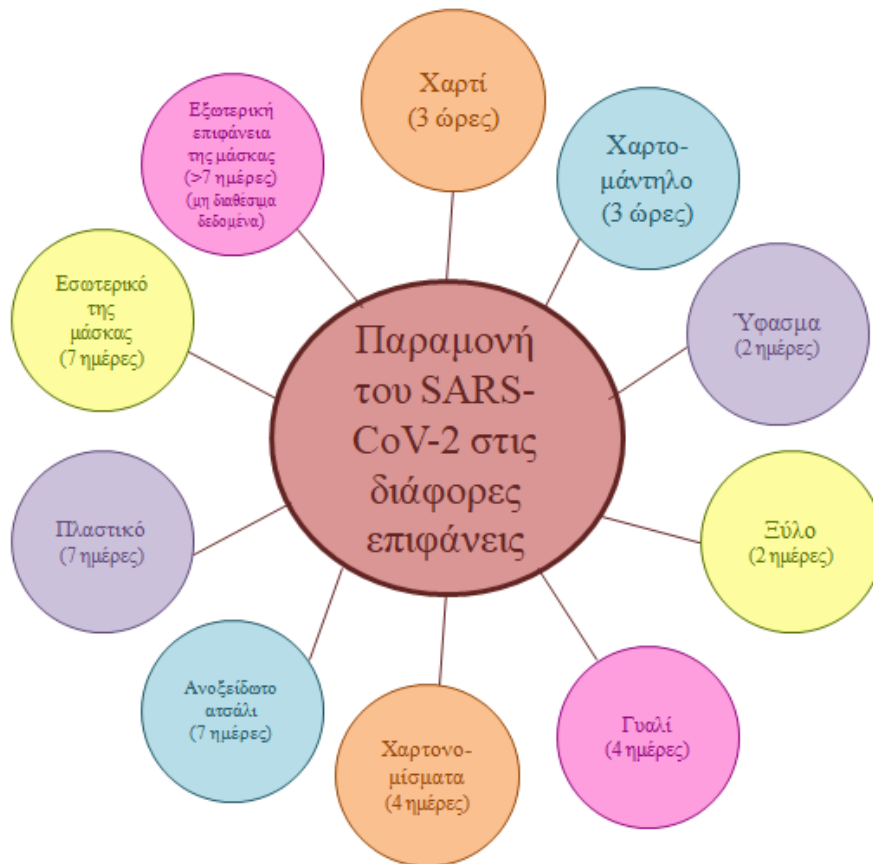 Παραμονή
του SARS-
CoV-2 στις
διάφορες
επιφάνεις
Χαρτί
(3 ώρες)
Χαρτο-
μάντηλο
(3 ώρες)
Ύφασμα
(2 ημέρες)
Ξύλο
(2 ημέρες)
Γυαλί
(4 ημέρες)
Χαρτονο-
μίσματα
(4 ημέρες)
Ανοξείδωτο
ατσάλι
(7 ημέρες)
Πλαστικό
(7 ημέρες)
Εσωτερικό
της
μάσκας
(7 ημέρες)
Εξωτερική
επιφάνεια
της μάσκας
(>7 ημέρες)
(μη διαθέσιμα
δεδομένα)